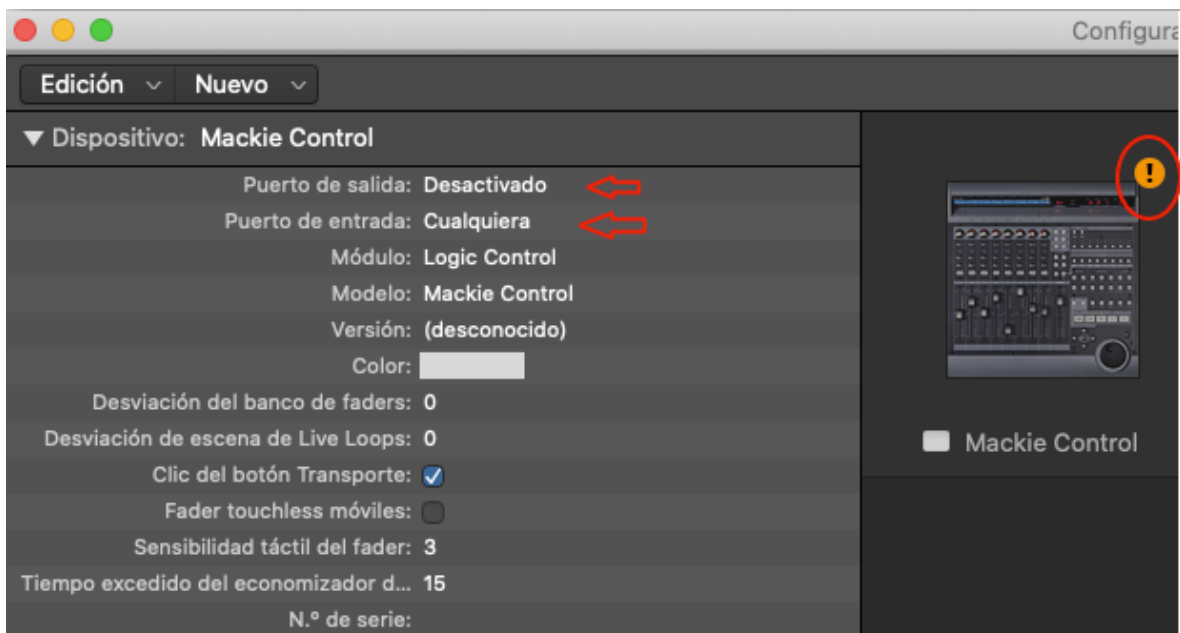 Configura
Edición Nuevo
Dispositivo: Mackie Control
Puerto de salida: Desactivado
Puerto de entrada: Cualquiera
Módulo: Logic Control
Modelo: Mackie Control
Versión: (desconocido)
Color:
Desviación del banco de faders: 0
Desviación de escena de Live Loops: 0
Clic del botón Transporte:
Fader touchless móviles:
Sensibilidad táctil del fader: 3
Tiempo excedido del economizador d... 15
N.º de serie:
!
Mackie Control